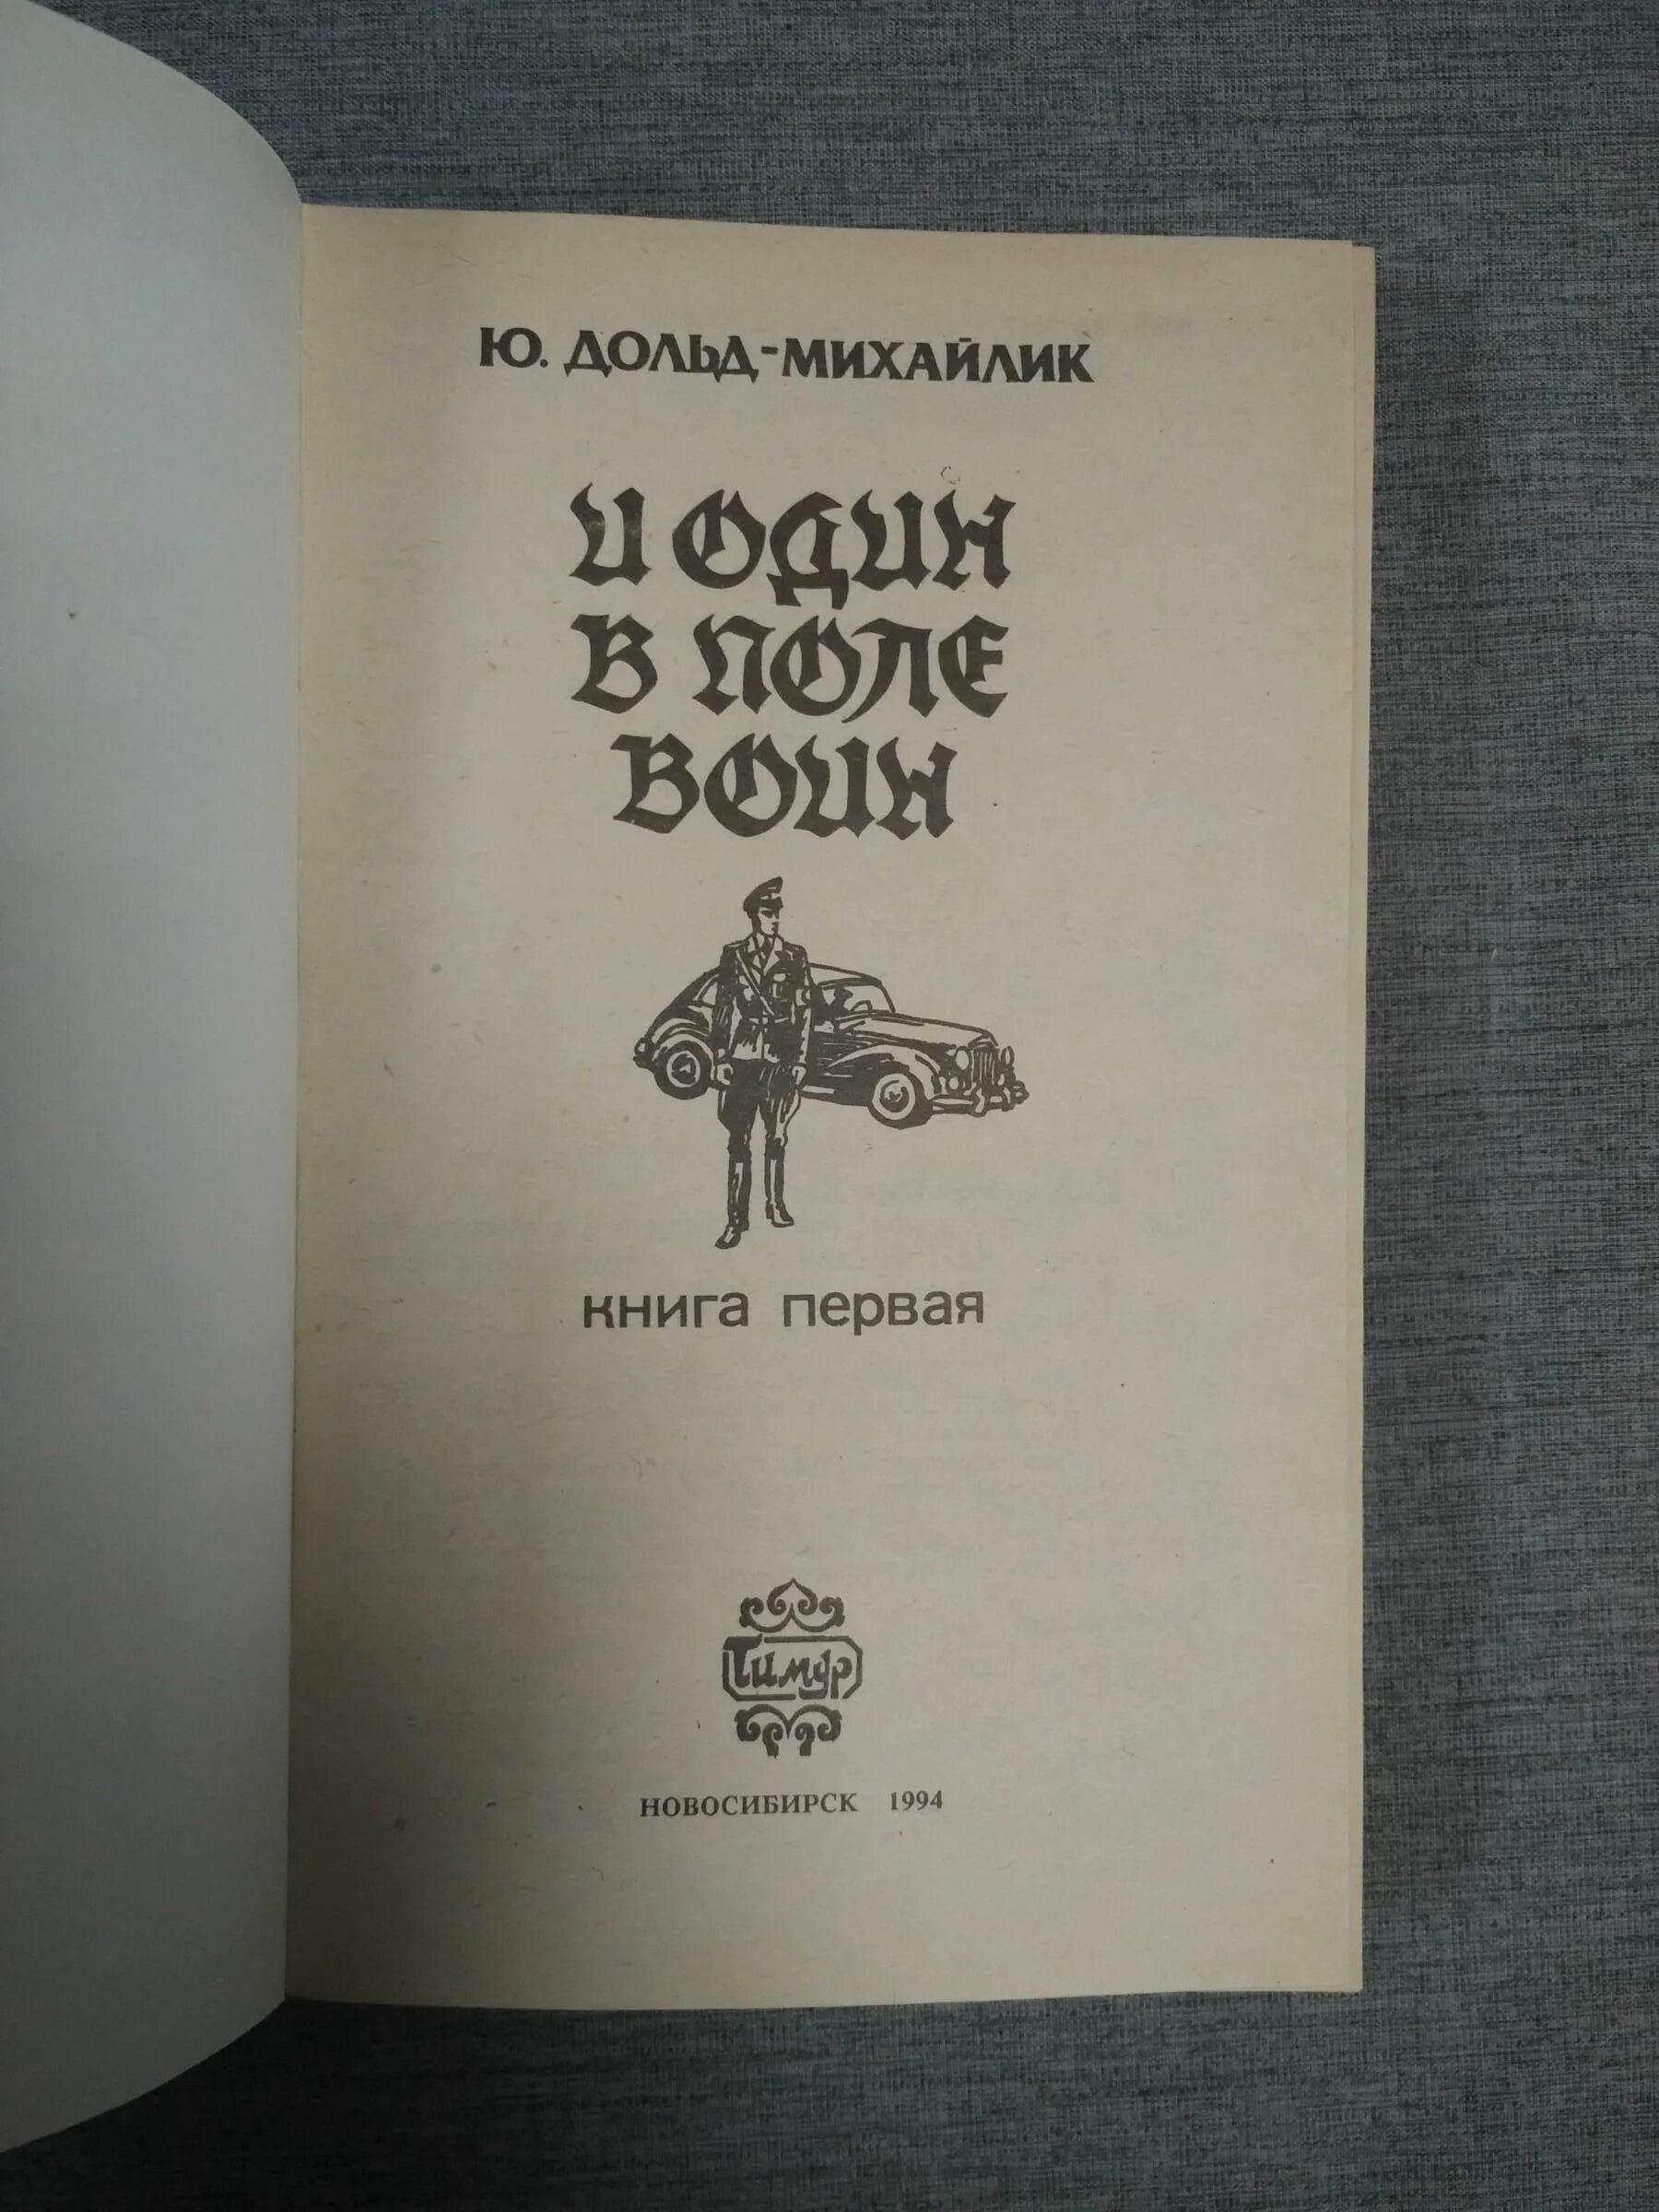 Ю. ДОЛЬД-МИХАЙЛИК
И ОДИН
В ПОЛЕ
ВОИН
книга первая
Тимур
НОВОСИБИРСК 1994